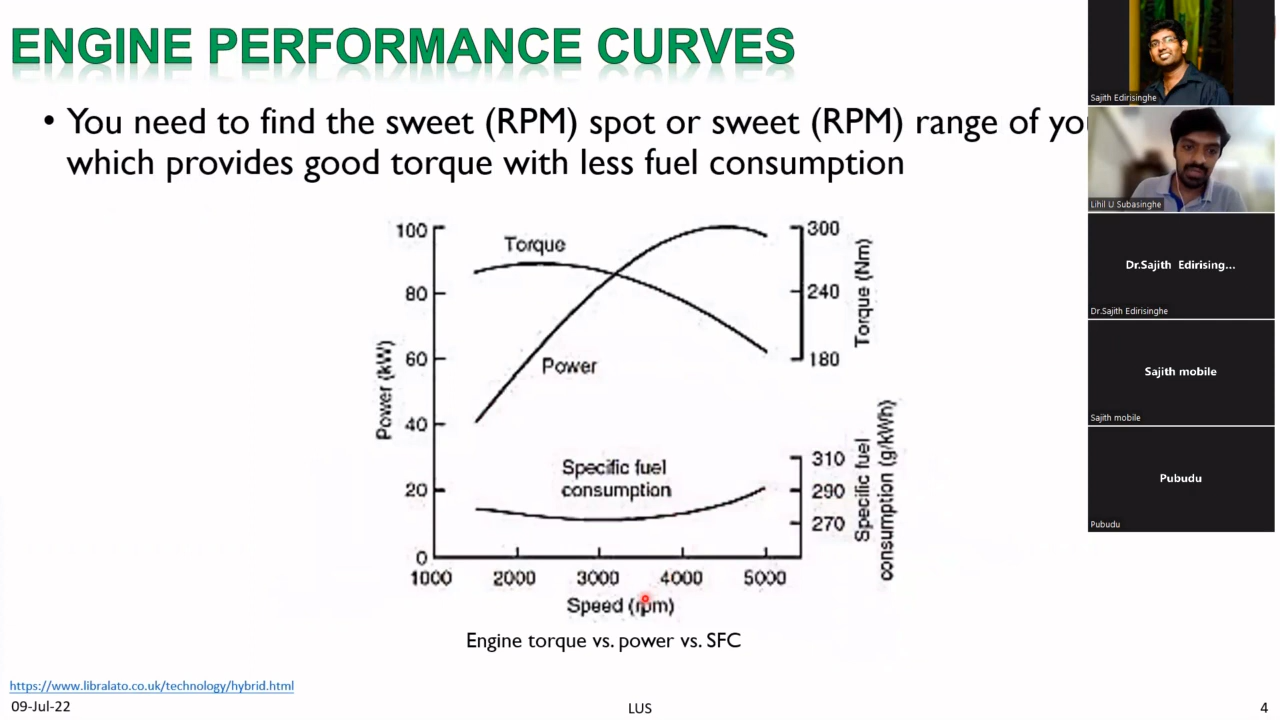 ENGINE PERFORMANCE CURVES
• You need to find the sweet (RPM) spot or sweet (RPM) range of
which provides good torque with less fuel consumption
100
80
60
40
20
0
Power (kW)
Torque
Power
Specific fuel
consumption
300
240
180
Torque (Nm)
310
290
270
Specific fuel
consumption (g/kWh)
1000 2000 3000 4000 5000
Speed (rpm)
Engine torque vs. power vs. SFC
https://www.libralato.co.uk/technology/hybrid.html
09-Jul-22
LUS
4
Sajith Edirisinghe
Lihil U Subasinghe
Dr.Sajith Edirising...
Dr.Sajith Edirisinghe
Sajith mobile
Sajith mobile
Pubudu
Pubudu